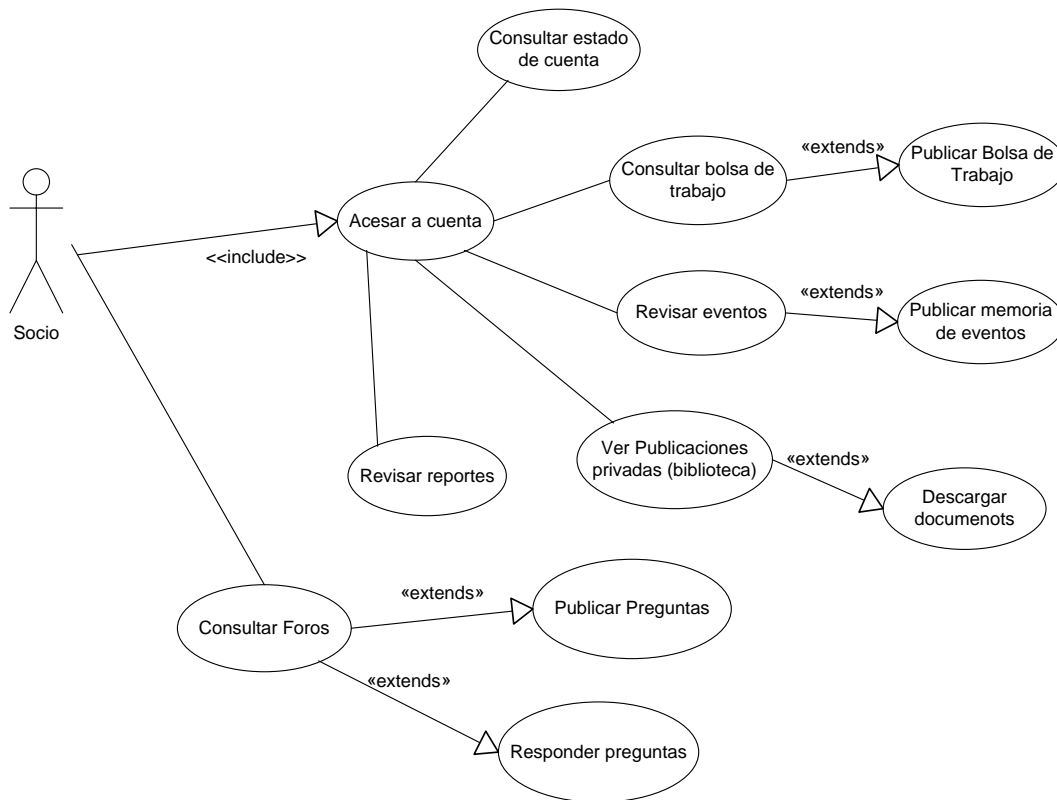 Consultar estado
de cuenta
«extends»
Publicar Bolsa de
Trabajo
Consultar bolsa de
trabajo
Acesar a cuenta
<<include>>
Socio
«extends»
Revisar eventos
Publicar memoria
de eventos
Revisar reportes
Ver Publicaciones
privadas (biblioteca)
«extends»
Descargar
documenots
«extends»
Consultar Foros
Publicar Preguntas
«extends»
Responder preguntas